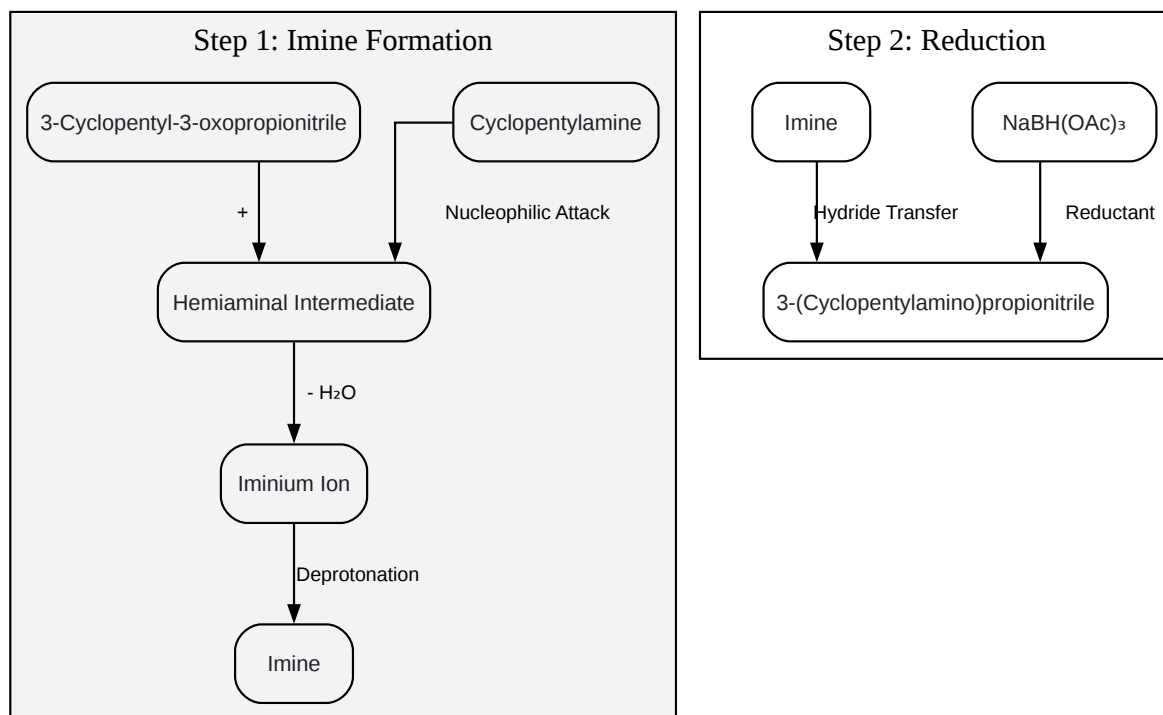 Step 1: Imine Formation
3-Cyclopentyl-3-oxopropionitrile
Cyclopentylamine
+
Nucleophilic Attack
Hemiaminal Intermediate
- H₂O
Iminium Ion
Deprotonation
Imine
Step 2: Reduction
Imine
NaBH(OAc)₃
Hydride Transfer
Reductant
3-(Cyclopentylamino)propionitrile